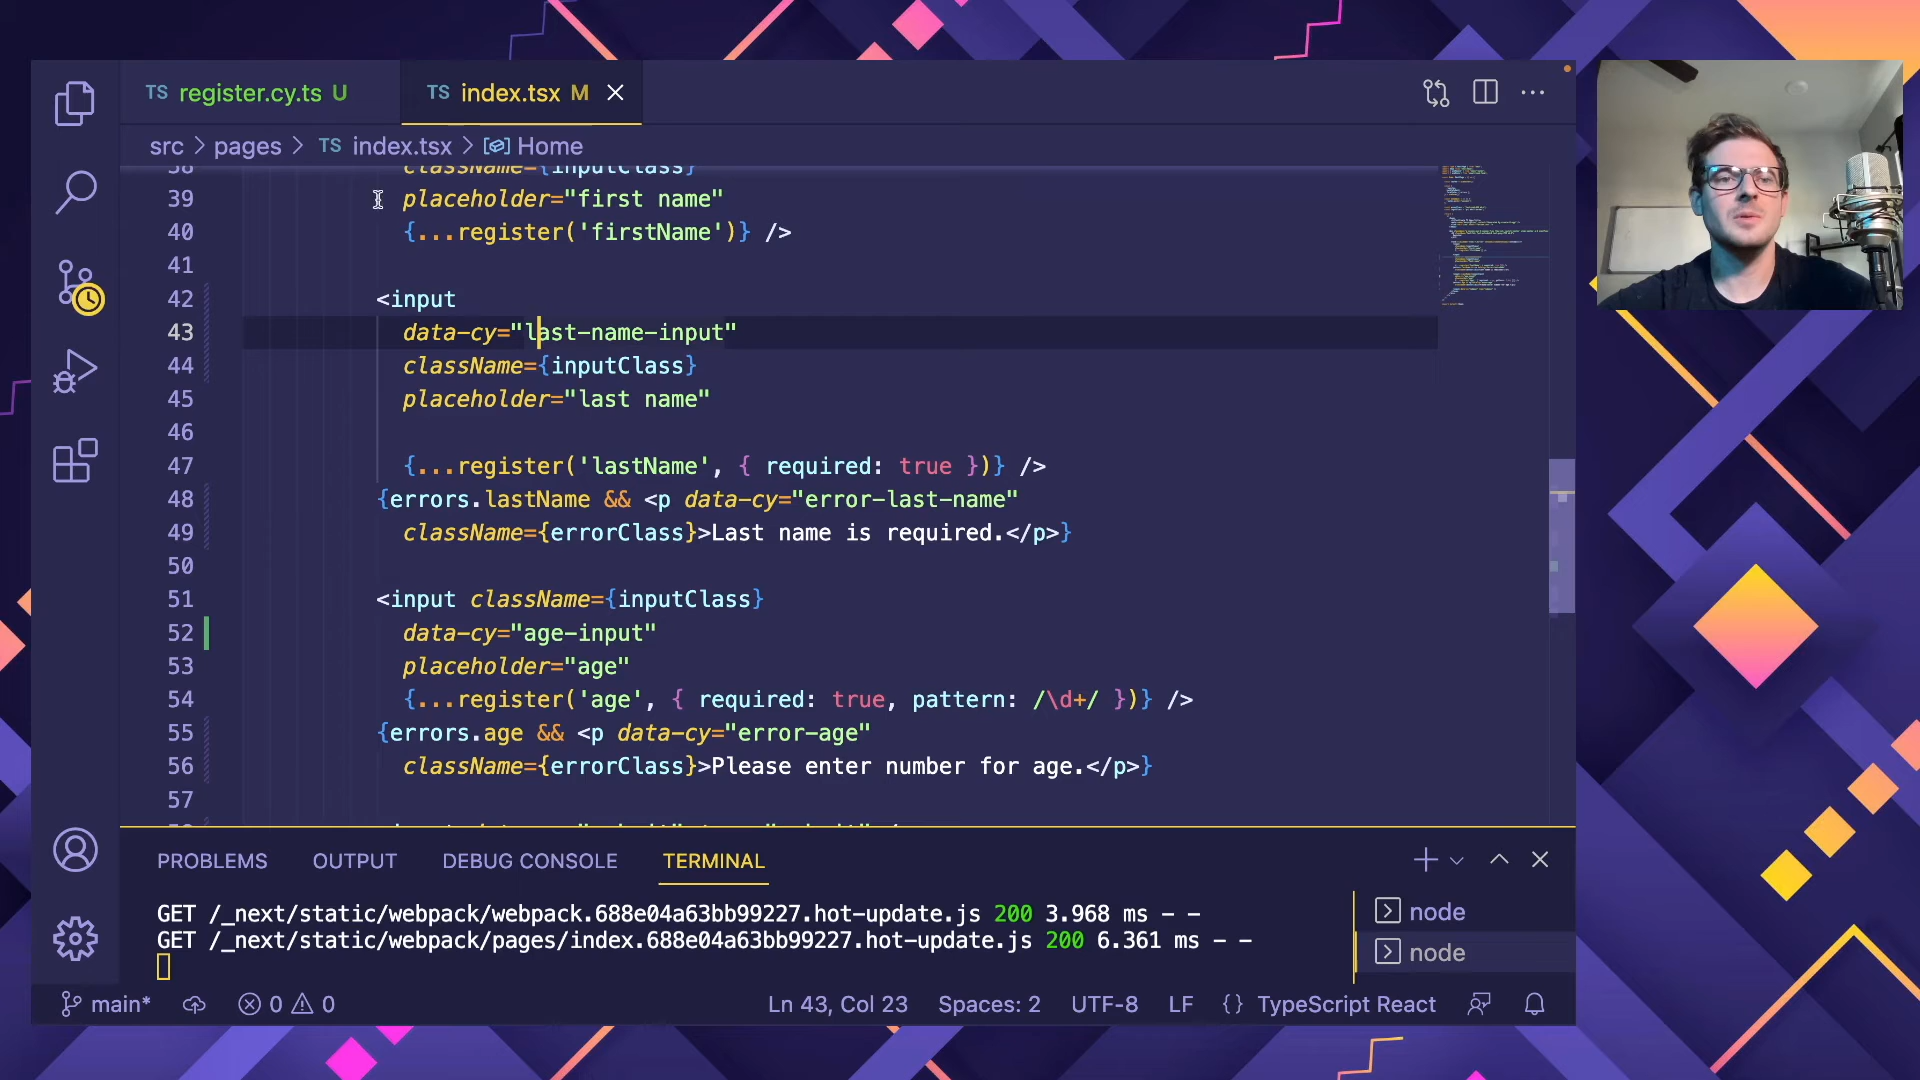 TS register.cy.ts U
TS index.tsx M
src > pages > TS index.tsx > Home
38 className={inputClass}
39 placeholder="first name"
40 {...register('firstName')} />
41
42 <input
43 data-cy="last-name-input"
44 className={inputClass}
45 placeholder="last name"
46
47 {...register('lastName', { required: true })} />
48 {errors.lastName && <p data-cy="error-last-name"
49 className={errorClass}>Last name is required.</p>}
50
51 <input className={inputClass}
52 data-cy="age-input"
53 placeholder="age"
54 {...register('age', { required: true, pattern: /\d+/ })} />
55 {errors.age && <p data-cy="error-age"
56 className={errorClass}>Please enter number for age.</p>}
57
PROBLEMS OUTPUT DEBUG CONSOLE TERMINAL
GET /_next/static/webpack/webpack.688e04a63bb99227.hot-update.js 200 3.968 ms - -
GET /_next/static/webpack/pages/index.688e04a63bb99227.hot-update.js 200 6.361 ms - -
node
node
main* 0 0 Ln 43, Col 23 Spaces: 2 UTF-8 LF {} TypeScript React